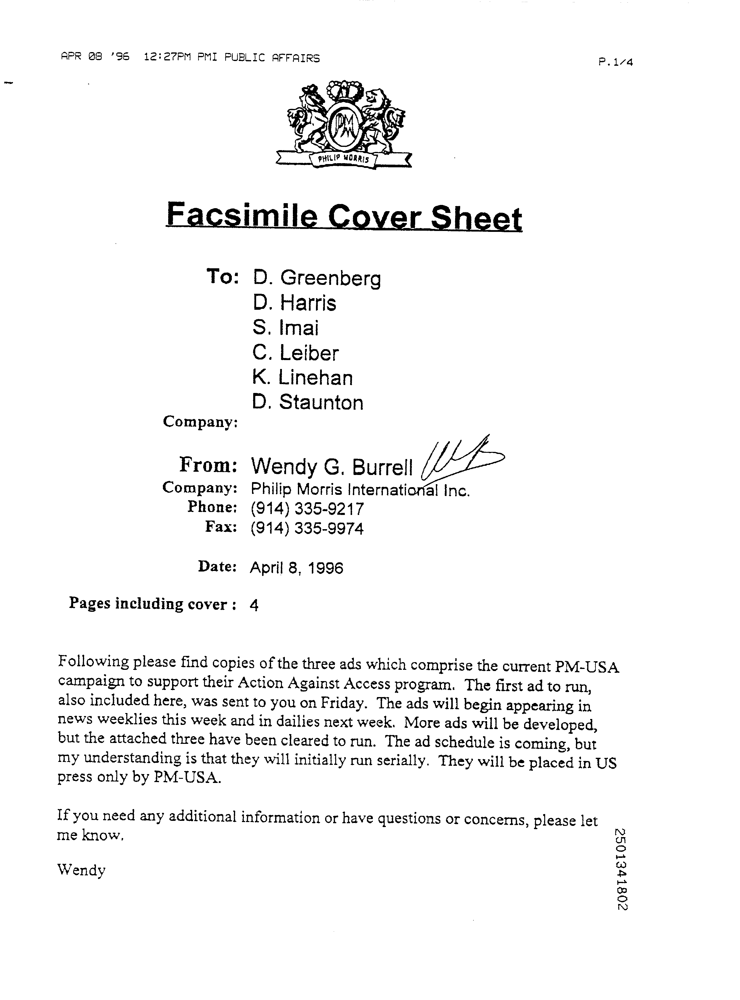 APR 08 '96 12:27PM PMI PUBLIC AFFAIRS P.1/4
PM
PHILIP MORRIS
Facsimile Cover Sheet
To: D. Greenberg
D. Harris
S. Imai
C. Leiber
K. Linehan
D. Staunton
Company:
From: Wendy G. Burrell
Company: Philip Morris International Inc.
Phone: (914) 335-9217
Fax: (914) 335-9974
Date: April 8, 1996
Pages including cover : 4
Following please find copies of the three ads which comprise the current PM-USA
campaign to support their Action Against Access program. The first ad to run,
also included here, was sent to you on Friday. The ads will begin appearing in
news weeklies this week and in dailies next week. More ads will be developed,
but the attached three have been cleared to run. The ad schedule is coming, but
my understanding is that they will initially run serially. They will be placed in US
press only by PM-USA.
If you need any additional information or have questions or concerns, please let
me know.
Wendy
2501341802